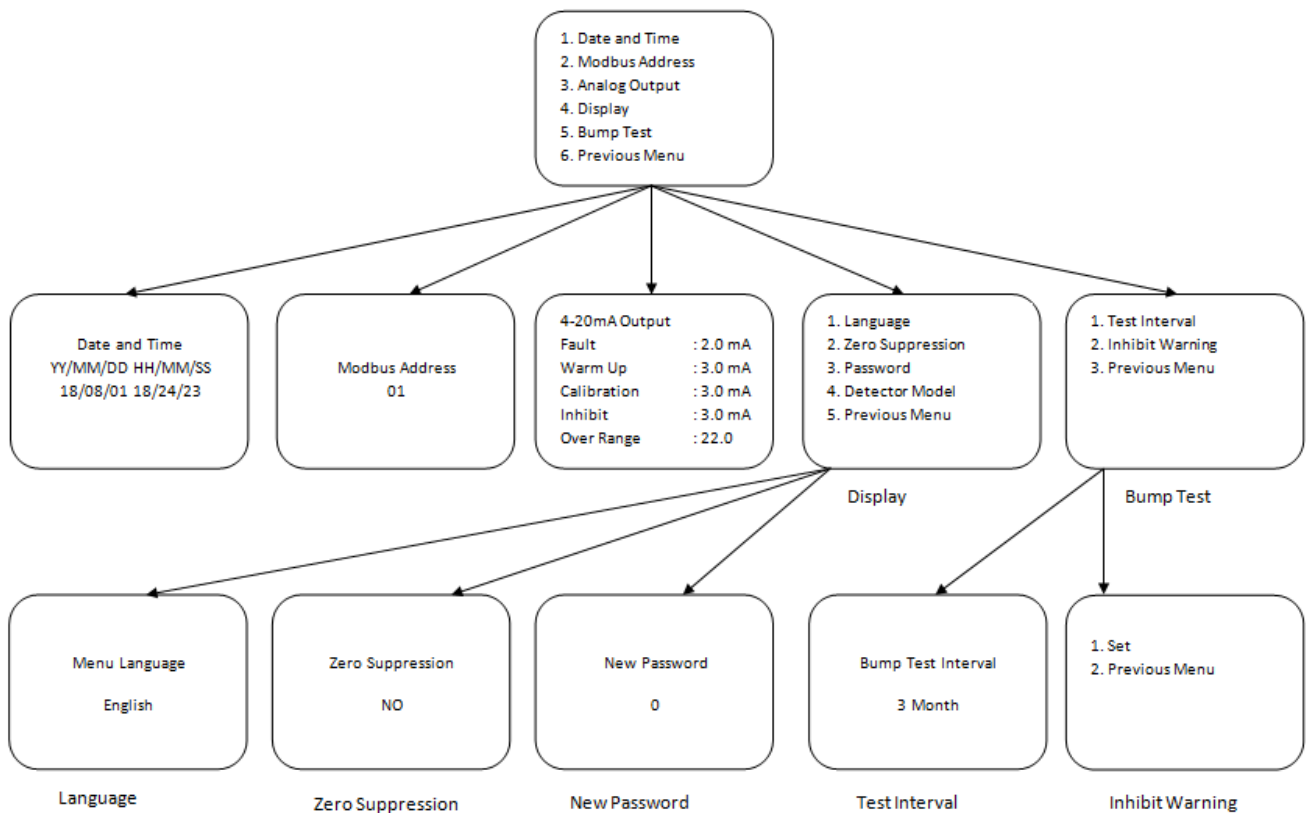 1. Date and Time
2. Modbus Address
3. Analog Output
4. Display
5. Bump Test
6. Previous Menu
Date and Time
YY/MM/DD HH/MM/SS
18/08/01 18/24/23
Modbus Address
01
4-20mA Output
Fault : 2.0 mA
Warm Up : 3.0 mA
Calibration : 3.0 mA
Inhibit : 3.0 mA
Over Range : 22.0
1. Language
2. Zero Suppression
3. Password
4. Detector Model
5. Previous Menu
1. Test Interval
2. Inhibit Warning
3. Previous Menu
Display
Bump Test
Menu Language
English
Zero Suppression
NO
New Password
0
Bump Test Interval
3 Month
1. Set
2. Previous Menu
Language
Zero Suppression
New Password
Test Interval
Inhibit Warning